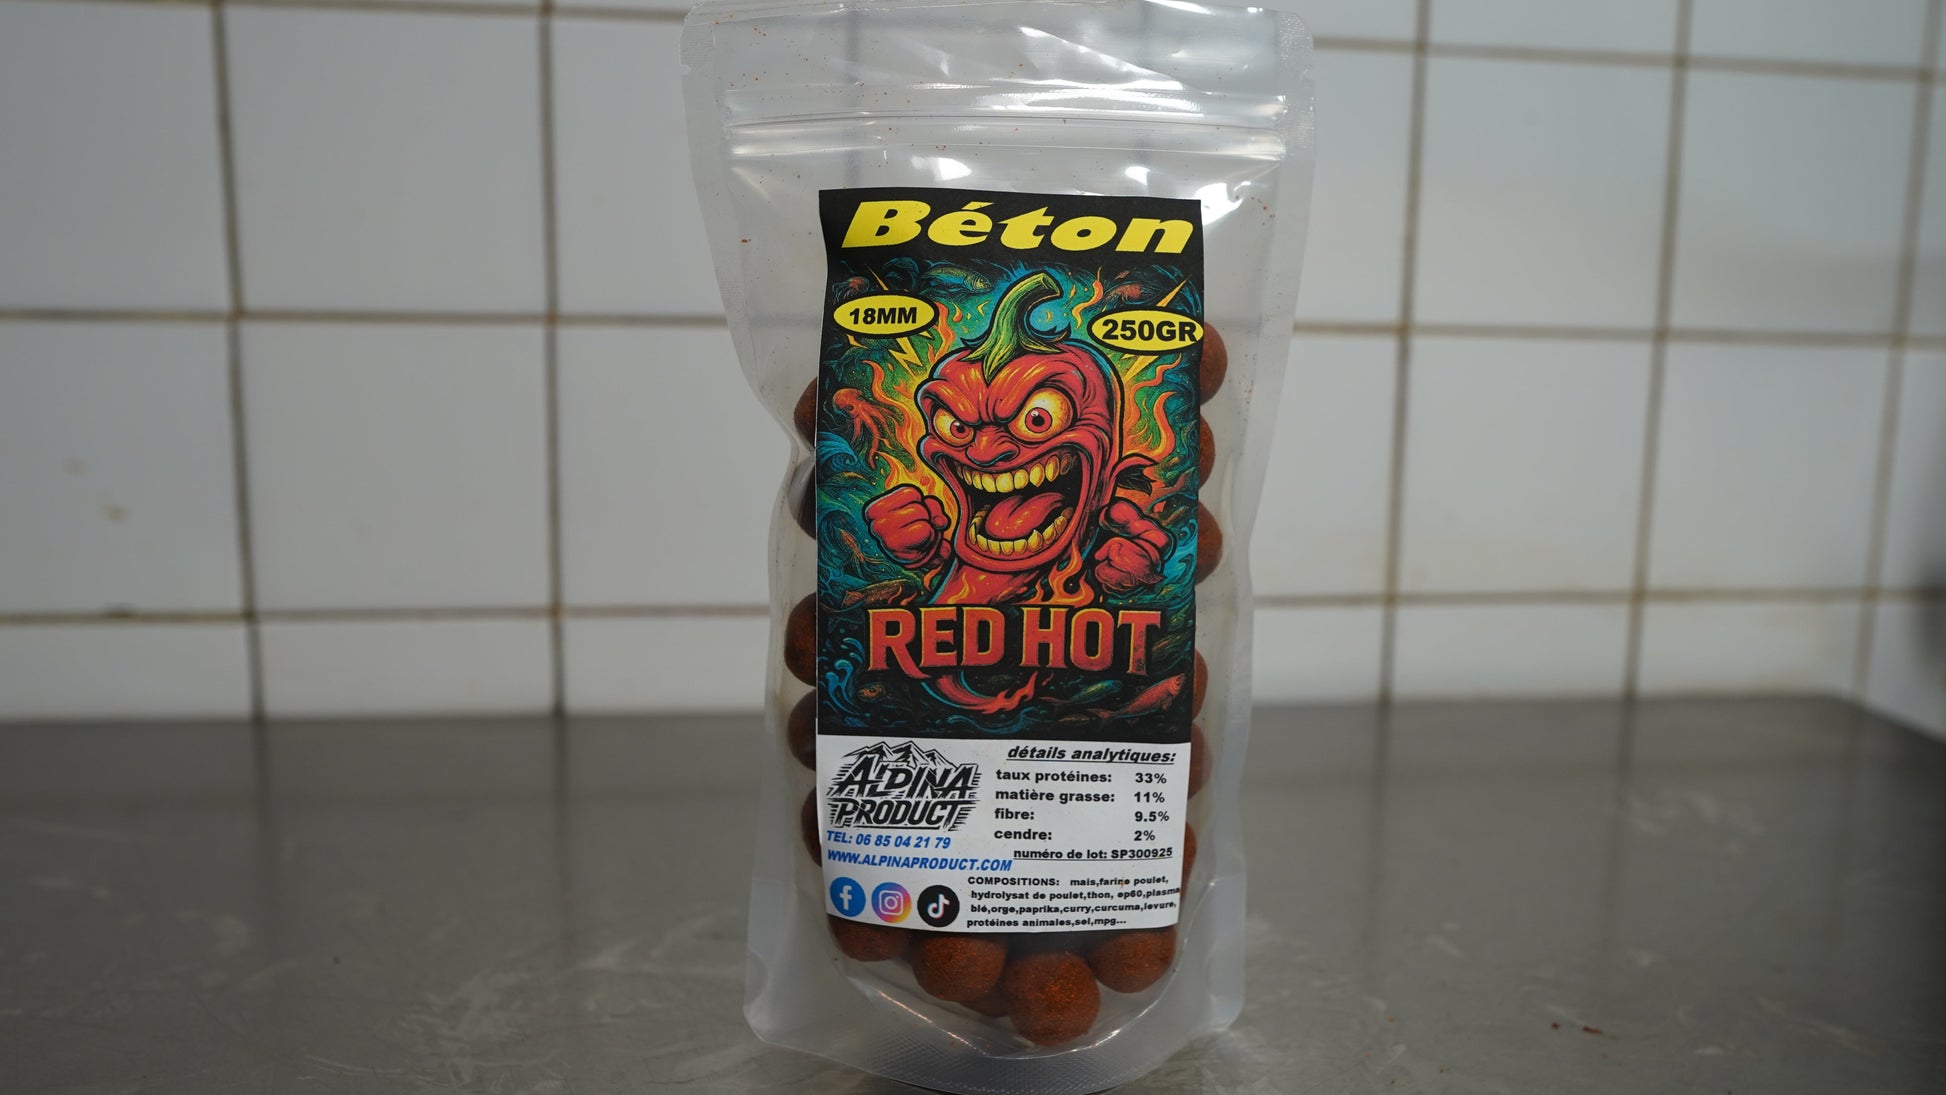 Béton
18MM
250GR
RED HOT
ALPINA
PRODUCT
TEL: 06 85 04 21 79
WWW.ALPINAPRODUCT.COM
détails analytiques:
taux protéines: 33%
matière grasse: 11%
fibre: 9.5%
cendre: 2%
numéro de lot: SP300925
COMPOSITIONS: mais,farine poulet,
hydrolysat de poulet,thon, ep60,plasma
blé,orge,paprika,curry,curcuma,levure,
protéines animales,sel,mpg...